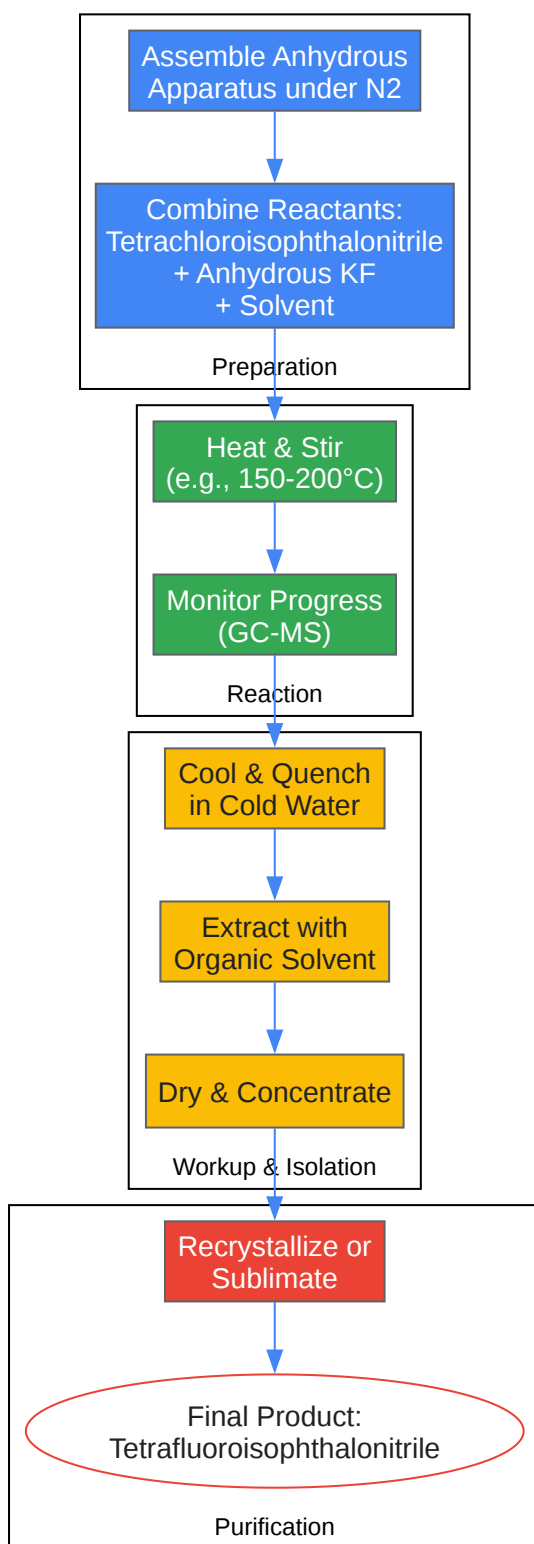 Assemble Anhydrous
Apparatus under N2
Combine Reactants:
Tetrachloroisophthalonitrile
+ Anhydrous KF
+ Solvent
Preparation
Heat & Stir
(e.g., 150-200°C)
Monitor Progress
(GC-MS)
Reaction
Cool & Quench
in Cold Water
Extract with
Organic Solvent
Dry & Concentrate
Workup & Isolation
Recrystallize or
Sublimate
Final Product:
Tetrafluoroisophthalonitrile
Purification